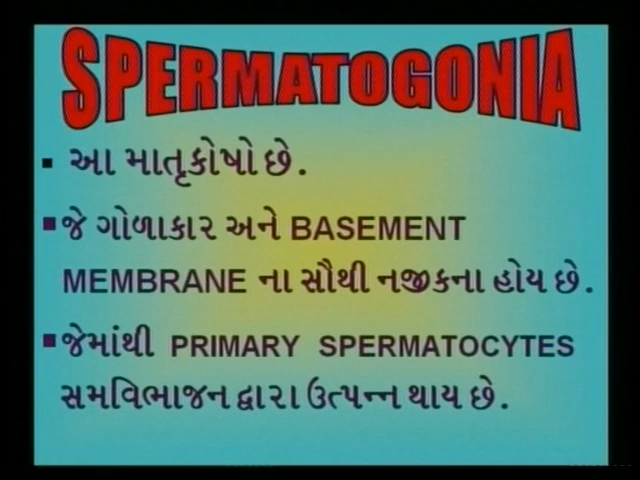 SPERMATOGONIA
▪ આ માતૃકોષો છે.
▪ જે ગોળાકાર અને BASEMENT
MEMBRANE ના સૌથી નજીકના હોય છે.
▪ જેમાંથી PRIMARY SPERMATOCYTES
સમવિભાજન દ્વારા ઉત્પન્ન થાય છે.